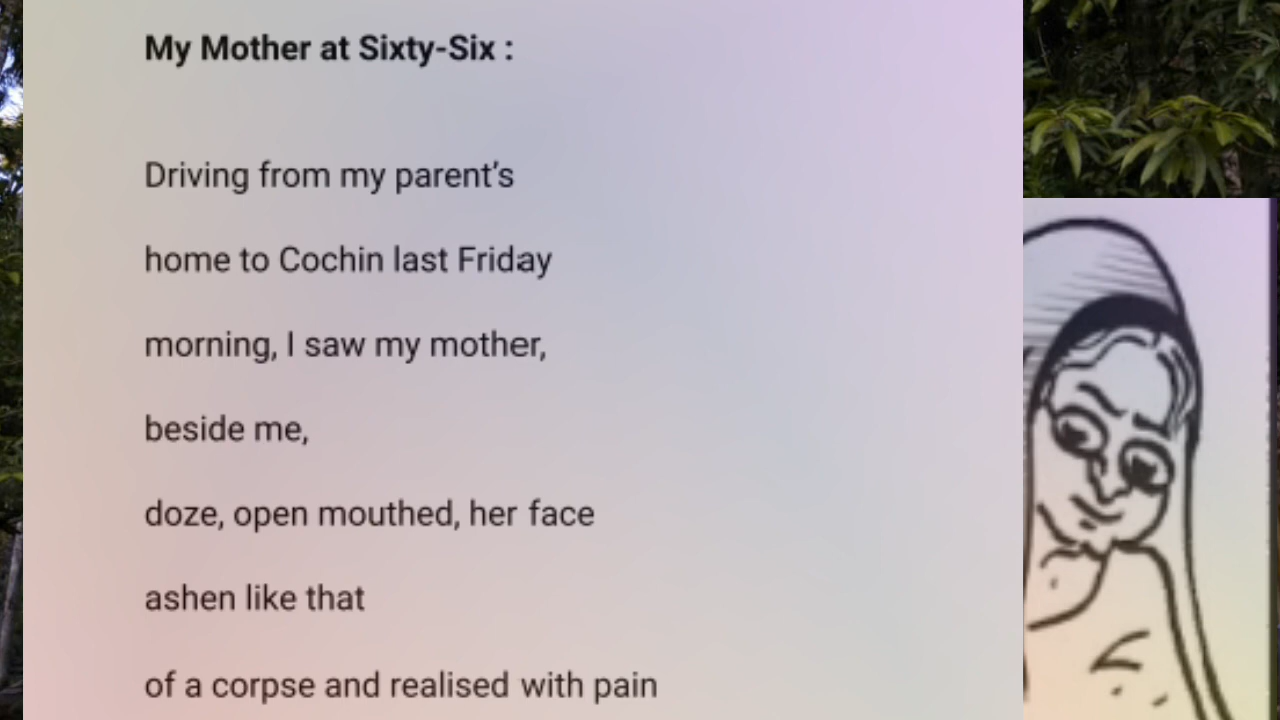 My Mother at Sixty-Six :
Driving from my parent’s
home to Cochin last Friday
morning, I saw my mother,
beside me,
doze, open mouthed, her face
ashen like that
of a corpse and realised with pain